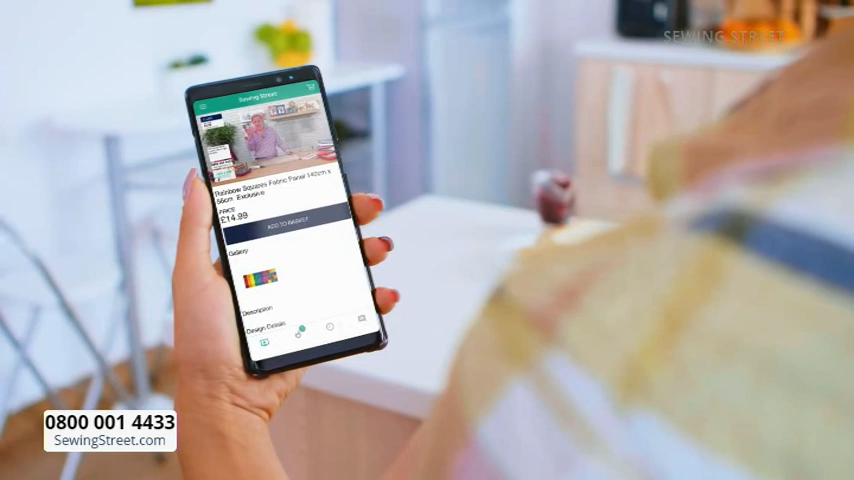 SEWING STREET
Sewing Street
Rainbow Squares Fabric Panel 140cm x
56cm Exclusive
PRICE
£14.99
ADD TO BASKET
Gallery
Description
Design Details
0800 001 4433
SewingStreet.com